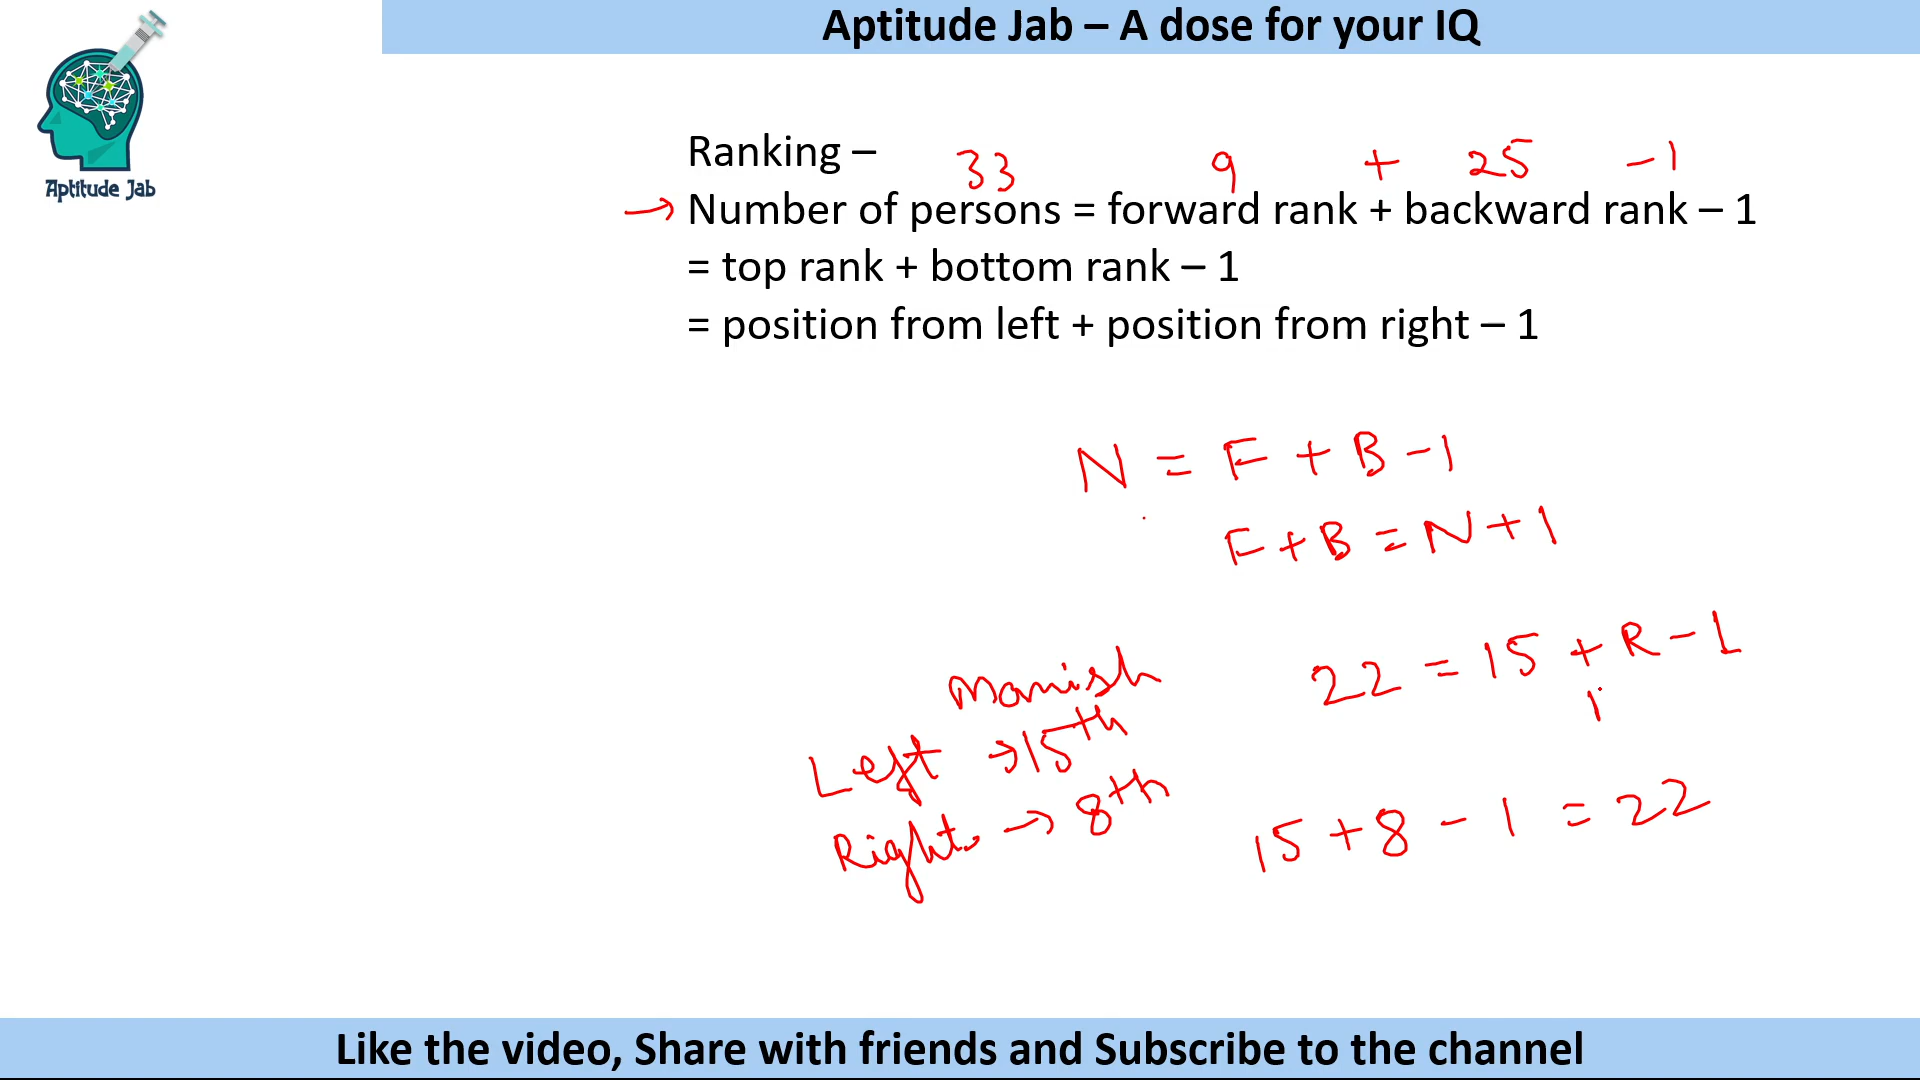 Aptitude Jab – A dose for your IQ
Aptitude Jab
Ranking –
33 9 + 25 – 1
→ Number of persons = forward rank + backward rank – 1
= top rank + bottom rank – 1
= position from left + position from right – 1
N = F + B - 1
F + B = N + 1
22 = 15 + R - 1
Manish
Left → 15th
Right → 8th
15 + 8 - 1 = 22
Like the video, Share with friends and Subscribe to the channel